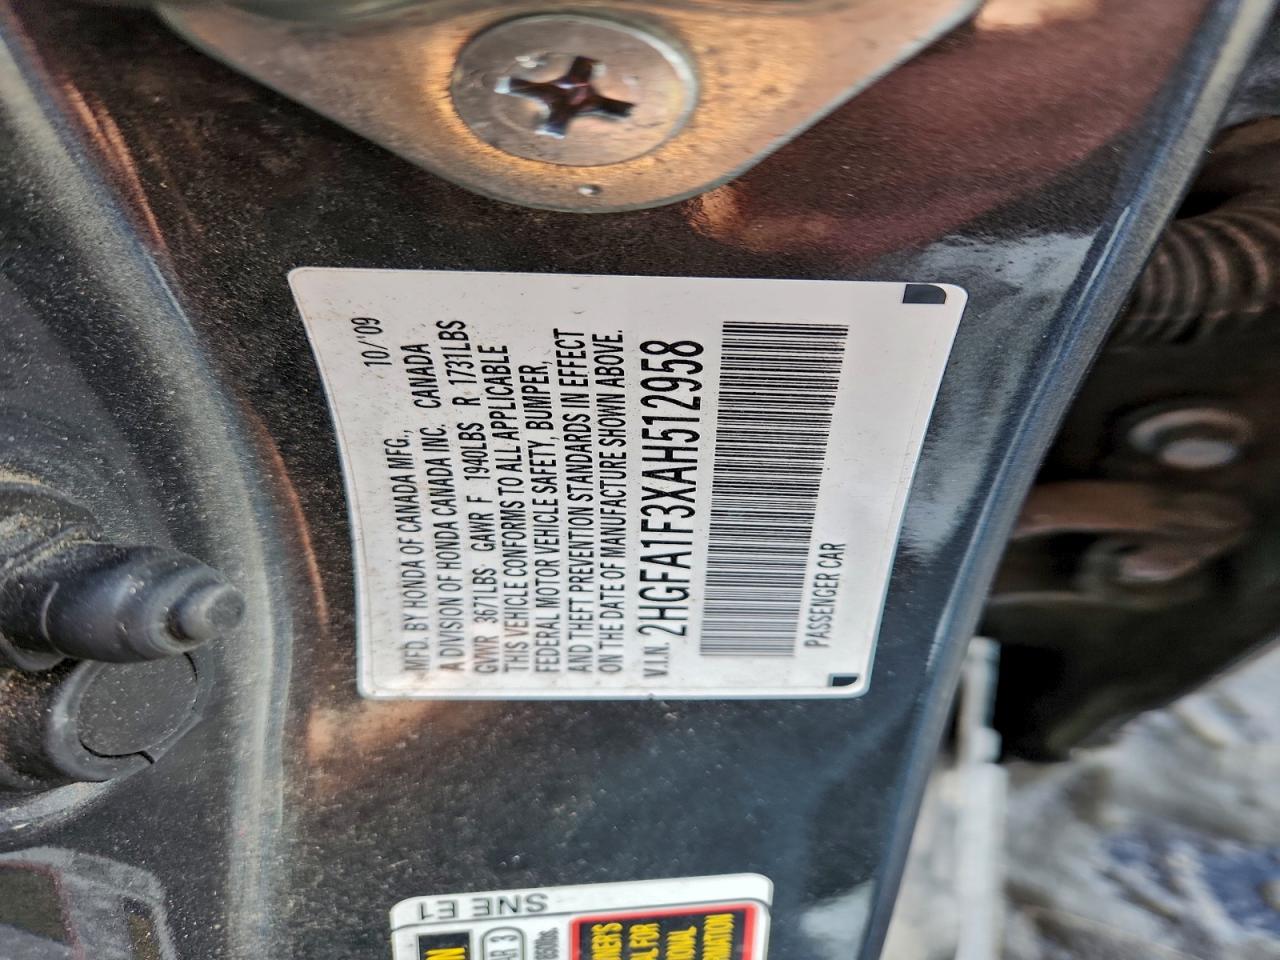 MFD. BY HONDA OF CANADA MFG., 10/'09
A DIVISION OF HONDA CANADA INC. CANADA
GVWR 3671LBS GAWR F 1940LBS R 1731LBS
THIS VEHICLE CONFORMS TO ALL APPLICABLE
FEDERAL MOTOR VEHICLE SAFETY, BUMPER,
AND THEFT PREVENTION STANDARDS IN EFFECT
ON THE DATE OF MANUFACTURE SHOWN ABOVE.
V.I.N. 2HGFA1F3XAH512958
PASSENGER CAR
SNE E1